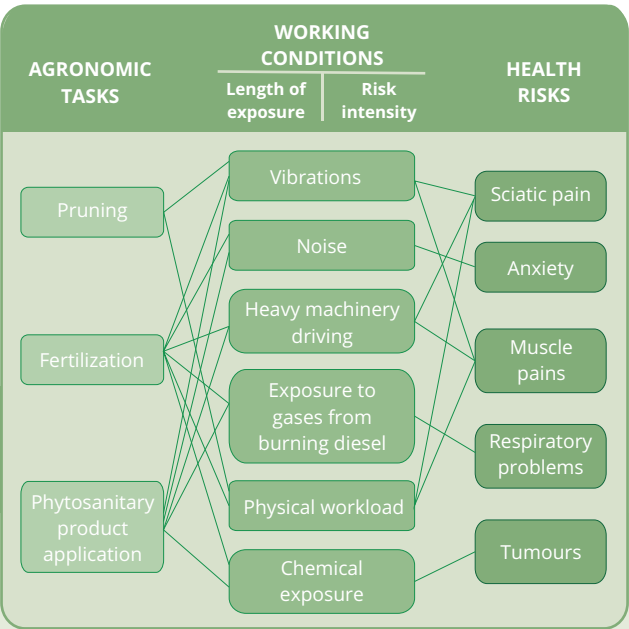 AGRONOMIC
TASKS
WORKING
CONDITIONS
Length of
exposure
Risk
intensity
HEALTH
RISKS
Pruning
Fertilization
Phytosanitary
product
application
Vibrations
Noise
Heavy machinery
driving
Exposure to
gases from
burning diesel
Physical workload
Chemical
exposure
Sciatic pain
Anxiety
Muscle
pains
Respiratory
problems
Tumours